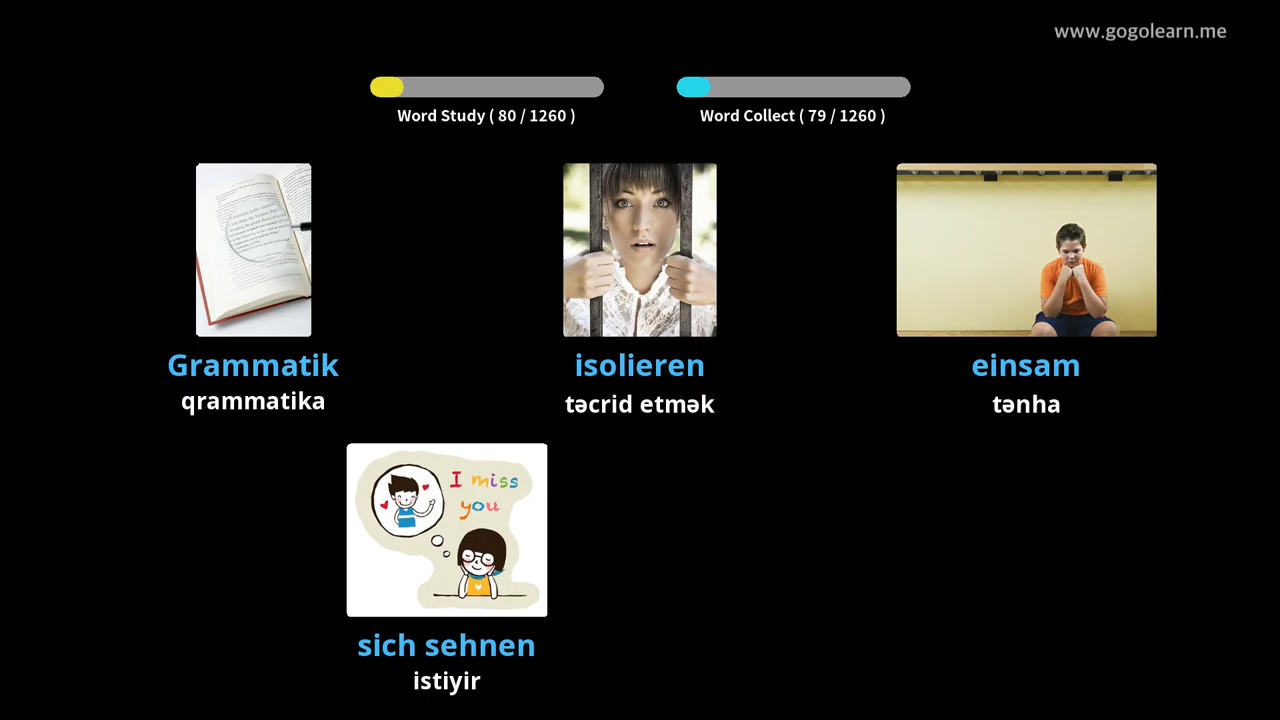 www.gogolearn.me
Word Study ( 80 / 1260 )
Word Collect ( 79 / 1260 )
Grammatik
qrammatika
isolieren
təcrid etmək
einsam
tənha
I miss
you
sich sehnen
istiyir